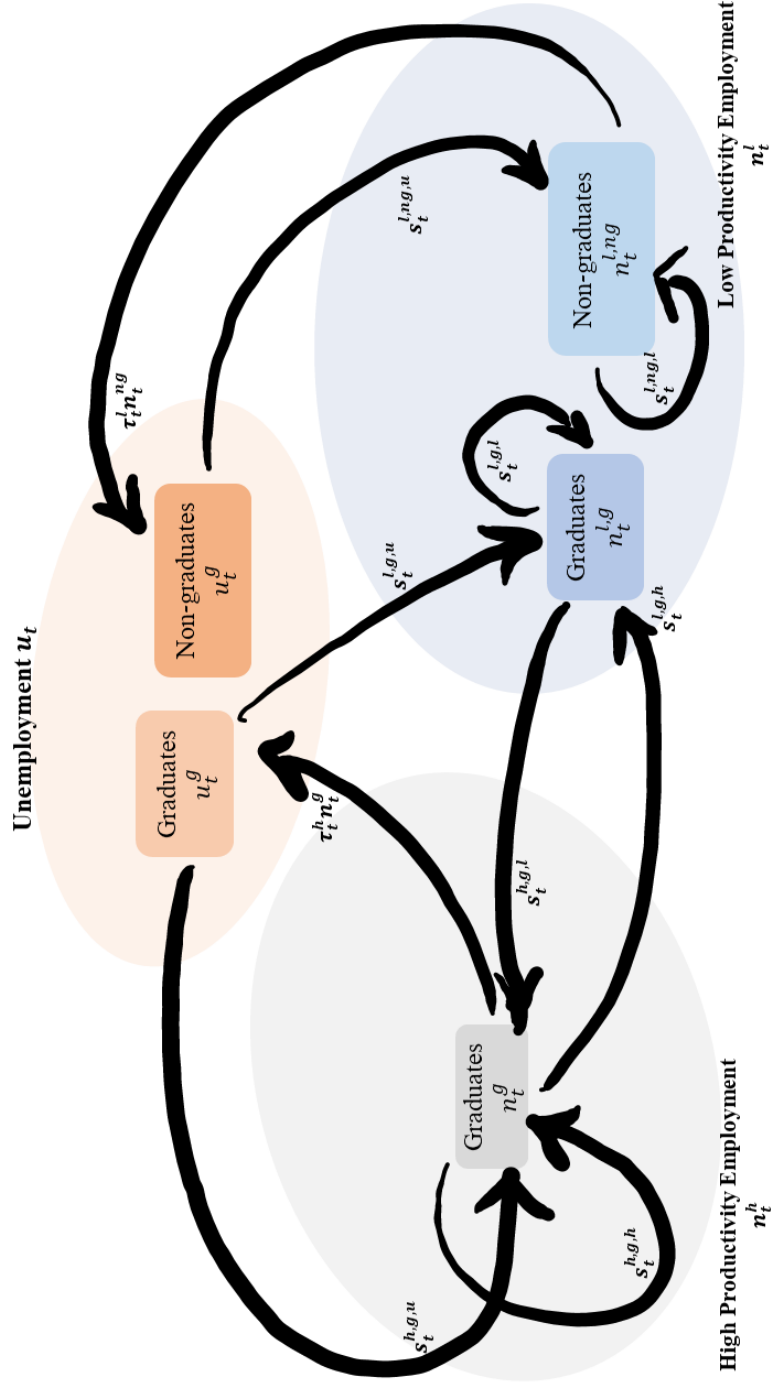 Unemployment u_t
Graduates
u_t^g
Non-graduates
u_t^g
τ_t^l n_t^{ng}
τ_t^h n_t^g
s_t^{h,g,u}
s_t^{l,g,u}
s_t^{l,ng,u}
Graduates
n_t^g
s_t^{h,g,l}
s_t^{l,g,l}
Graduates
n_t^{l,g}
Non-graduates
n_t^{l,ng}
s_t^{h,g,h}
s_t^{l,g,h}
s_t^{l,ng,l}
High Productivity Employment
n_t^h
Low Productivity Employment
n_t^l